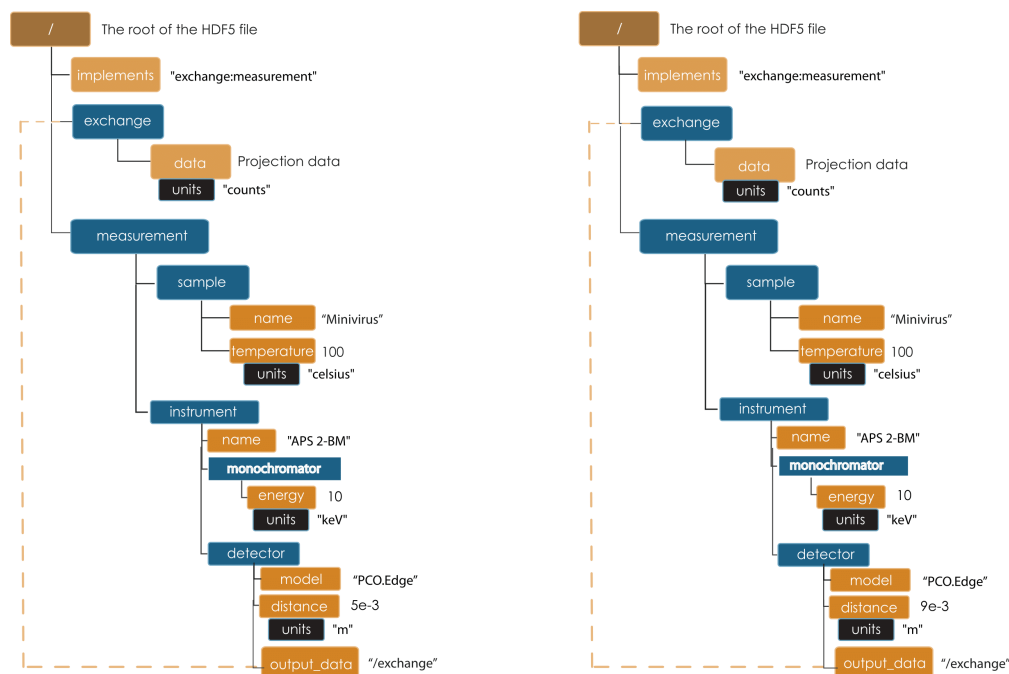 / The root of the HDF5 file
implements "exchange:measurement"
exchange
data Projection data
units "counts"
measurement
sample
name “Minivirus”
temperature 100
units "celsius"
instrument
name "APS 2-BM"
monochromator
energy 10
units "keV"
detector
model “PCO.Edge”
distance 5e-3
units "m"
output_data “/exchange”
/ The root of the HDF5 file
implements "exchange:measurement"
exchange
data Projection data
units "counts"
measurement
sample
name “Minivirus”
temperature 100
units "celsius"
instrument
name "APS 2-BM"
monochromator
energy 10
units "keV"
detector
model “PCO.Edge”
distance 9e-3
units "m"
output_data “/exchange”